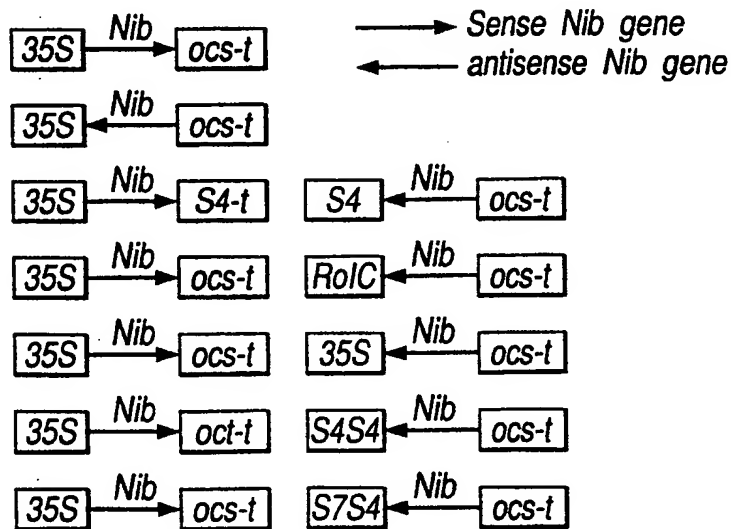 Nib
35S ocs-t
Sense Nib gene
antisense Nib gene
Nib
35S ocs-t
Nib Nib
35S S4-t S4 ocs-t
Nib Nib
35S ocs-t RolC ocs-t
Nib Nib
35S ocs-t 35S ocs-t
Nib Nib
35S oct-t S4S4 ocs-t
Nib Nib
35S ocs-t S7S4 ocs-t